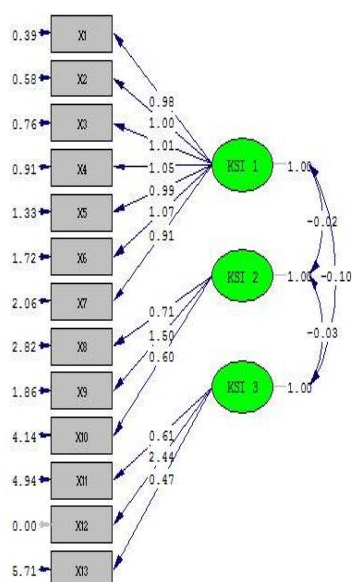 0.39 X1
0.58 X2
0.76 X3
0.91 X4
1.33 X5
1.72 X6
2.06 X7
2.82 X8
1.86 X9
4.14 X10
4.94 X11
0.00 X12
5.71 X13
0.98
1.00
1.01
1.05
0.99
1.07
0.91
0.71
1.50
0.60
0.61
2.44
0.47
KSI 1 1.00
KSI 2 1.00
KSI 3 1.00
-0.02
-0.10
-0.03